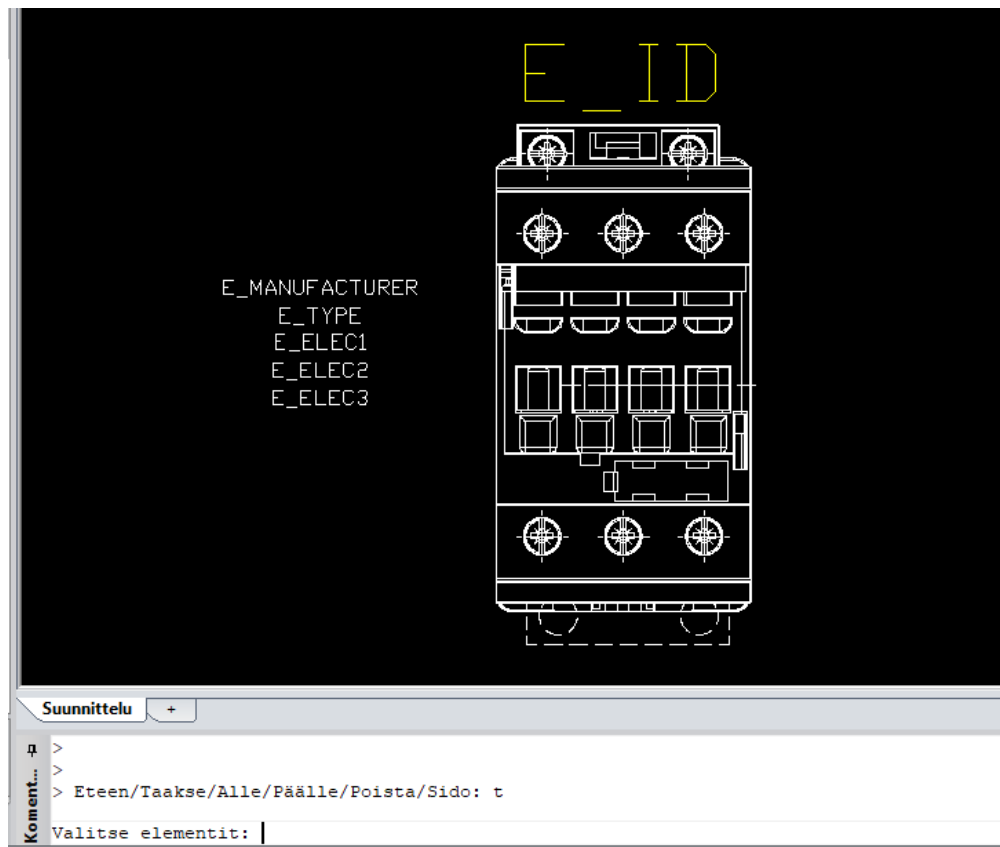 E_ID
E_MANUFACTURER
E_TYPE
E_ELEC1
E_ELEC2
E_ELEC3
Suunnittelu +
Koment...
>
>
> Eteen/Taakse/Alle/Päälle/Poista/Sido: t
Valitse elementit: